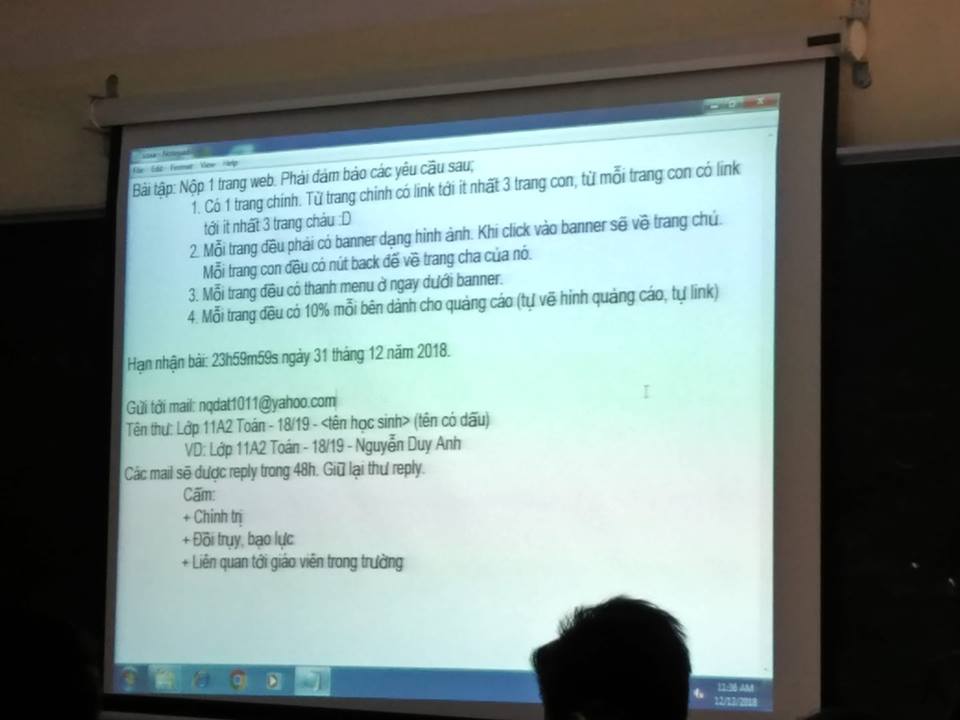 File Edit Format View Help
Bài tập: Nộp 1 trang web. Phải đảm bảo các yêu cầu sau;
1. Có 1 trang chính. Từ trang chính có link tới ít nhất 3 trang con, từ mỗi trang con có link
tới ít nhất 3 trang cháu :D
2. Mỗi trang đều phải có banner dạng hình ảnh. Khi click vào banner sẽ về trang chủ.
Mỗi trang con đều có nút back để về trang cha của nó.
3. Mỗi trang đều có thanh menu ở ngay dưới banner.
4. Mỗi trang đều có 10% mỗi bên dành cho quảng cáo (tự vẽ hình quảng cáo, tự link)
Hạn nhận bài: 23h59m59s ngày 31 tháng 12 năm 2018.
Gửi tới mail: nqdat1011@yahoo.com
Tên thư: Lớp 11A2 Toán - 18/19 - <tên học sinh> (tên có dấu)
VD: Lớp 11A2 Toán - 18/19 - Nguyễn Duy Anh
Các mail sẽ được reply trong 48h. Giữ lại thư reply.
Cấm:
+ Chính trị
+ Đồi trụy, bạo lực
+ Liên quan tới giáo viên trong trường
11:36 AM
12/12/2018